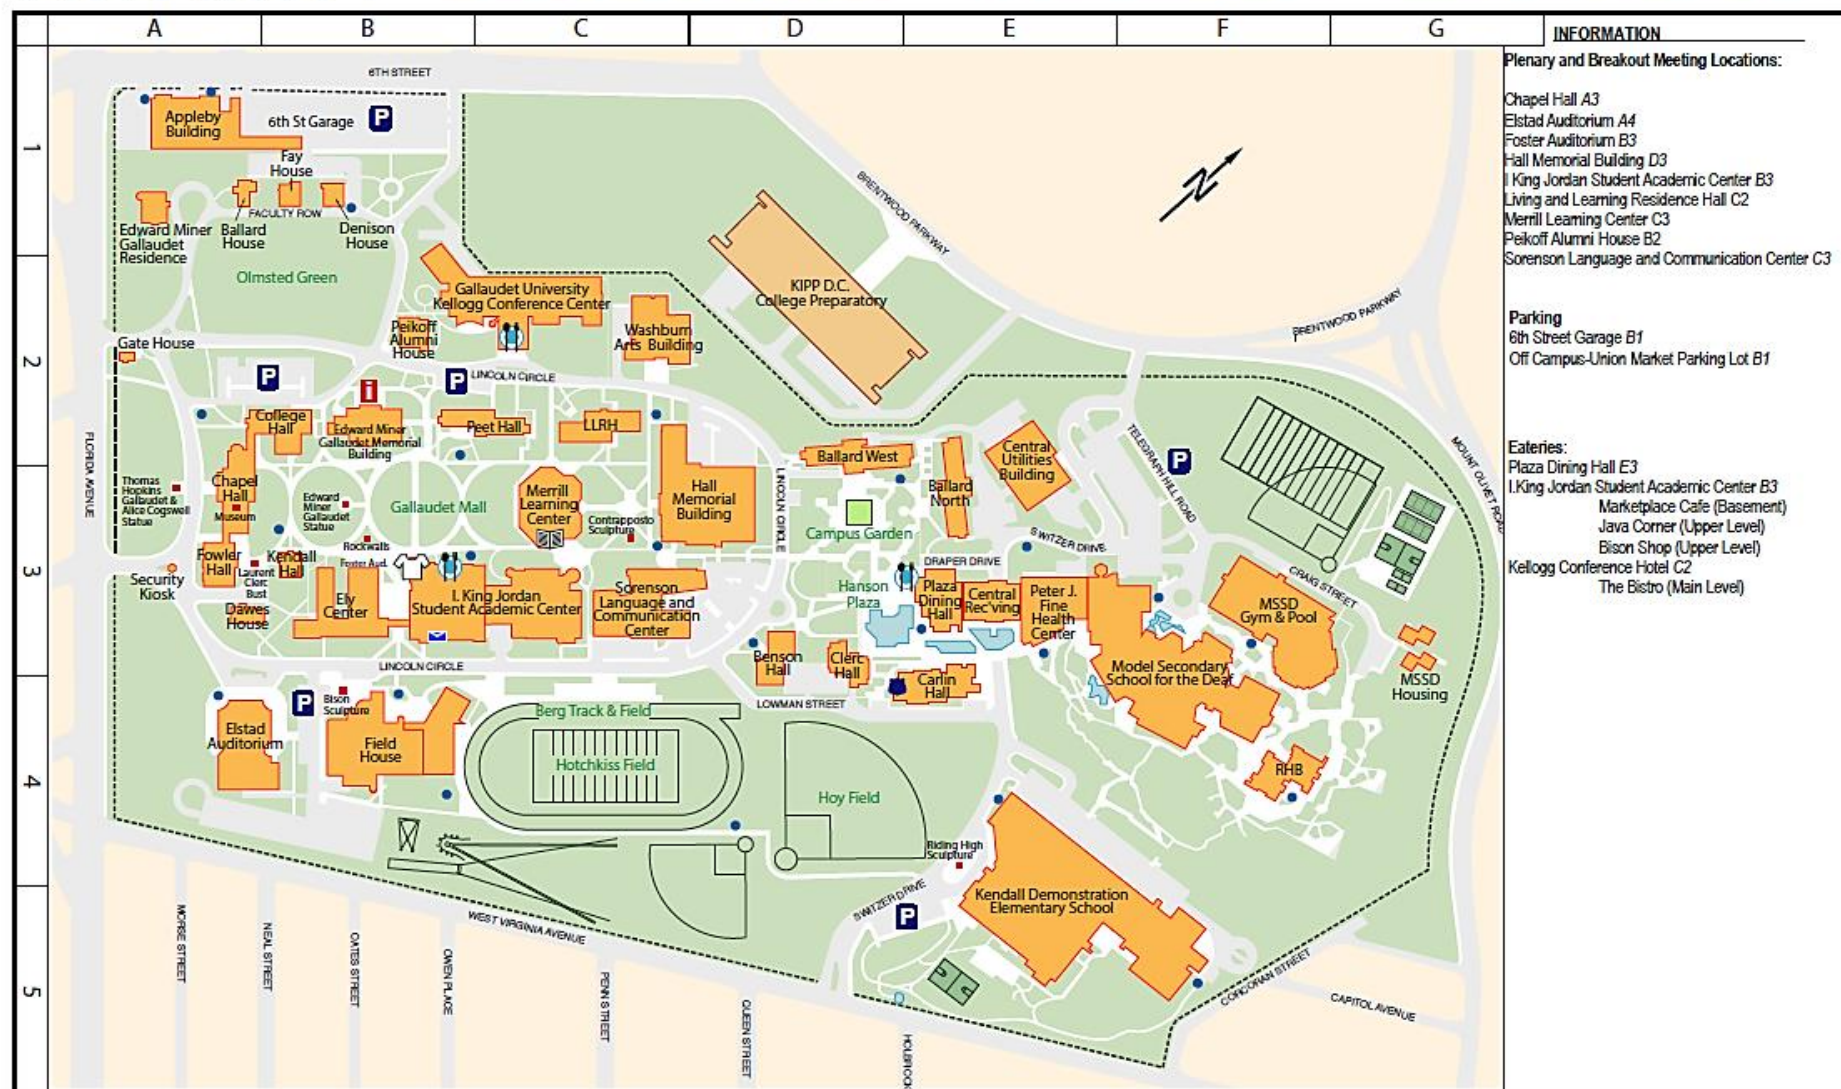 A B C D E F G
INFORMATION
Plenary and Breakout Meeting Locations:
Chapel Hall A3
Elstad Auditorium A4
Foster Auditorium B3
Hall Memorial Building D3
I King Jordan Student Academic Center B3
Living and Learning Residence Hall C2
Merrill Learning Center C3
Peikoff Alumni House B2
Sorenson Language and Communication Center C3
Parking
6th Street Garage B1
Off Campus-Union Market Parking Lot B1
Eateries:
Plaza Dining Hall E3
I.King Jordan Student Academic Center B3
Marketplace Cafe (Basement)
Java Corner (Upper Level)
Bison Shop (Upper Level)
Kellogg Conference Hotel C2
The Bistro (Main Level)
1
2
3
4
5
6TH STREET
Appleby
Building
6th St Garage
P
Fay
House
FACULTY ROW
Edward Miner
Gallaudet
Residence
Ballard
House
Denison
House
BRENTWOOD PARKWAY
N
Olmsted Green
Gallaudet University
Kellogg Conference Center
KIPP D.C.
College Preparatory
BRENTWOOD PARKWAY
Peikoff
Alumni
House
Washburn
Arts Building
Gate House
P
i
P
LINCOLN CIRCLE
College
Hall
Edward Miner
Gallaudet Memorial
Building
Peet Hall
LLRH
FLORIDA AVENUE
Ballard West
Central
Utilities
Building
TELEGRAPH HILL ROAD
P
MOUNT OLIVET ROAD
Thomas
Hopkins
Gallaudet &
Alice Cogswell
Statue
Chapel
Hall
Museum
Edward
Miner
Gallaudet
Statue
Gallaudet Mall
Merrill
Learning
Center
Contrapposto
Sculpture
Hall
Memorial
Building
LINCOLN CIRCLE
Ballard
North
Campus Garden
Rockwalls
Foster Aud.
Fowler
Hall
Kendall
Hall
Laurent
Clerc
Bust
Security
Kiosk
Dawes
House
Ely
Center
I. King Jordan
Student Academic Center
Sorenson
Language and
Communication
Center
Hanson
Plaza
DRAPER DRIVE
SWITZER DRIVE
Plaza
Dining
Hall
Central
Rec'ving
Peter J.
Fine
Health
Center
CRAIG STREET
MSSD
Gym & Pool
LINCOLN CIRCLE
Benson
Hall
Clerc
Hall
Carlin
Hall
Model Secondary
School for the Deaf
MSSD
Housing
P
Bison
Sculpture
LOWMAN STREET
Elstad
Auditorium
Field
House
Berg Track & Field
Hotchkiss Field
Hoy Field
RHB
Riding High
Sculpture
Kendall Demonstration
Elementary School
SWITZER DRIVE
P
WEST VIRGINIA AVENUE
MORSE STREET
NEAL STREET
OATES STREET
OWEN PLACE
PENN STREET
QUEEN STREET
HOLBROOK
CORCORAN STREET
CAPITOL AVENUE